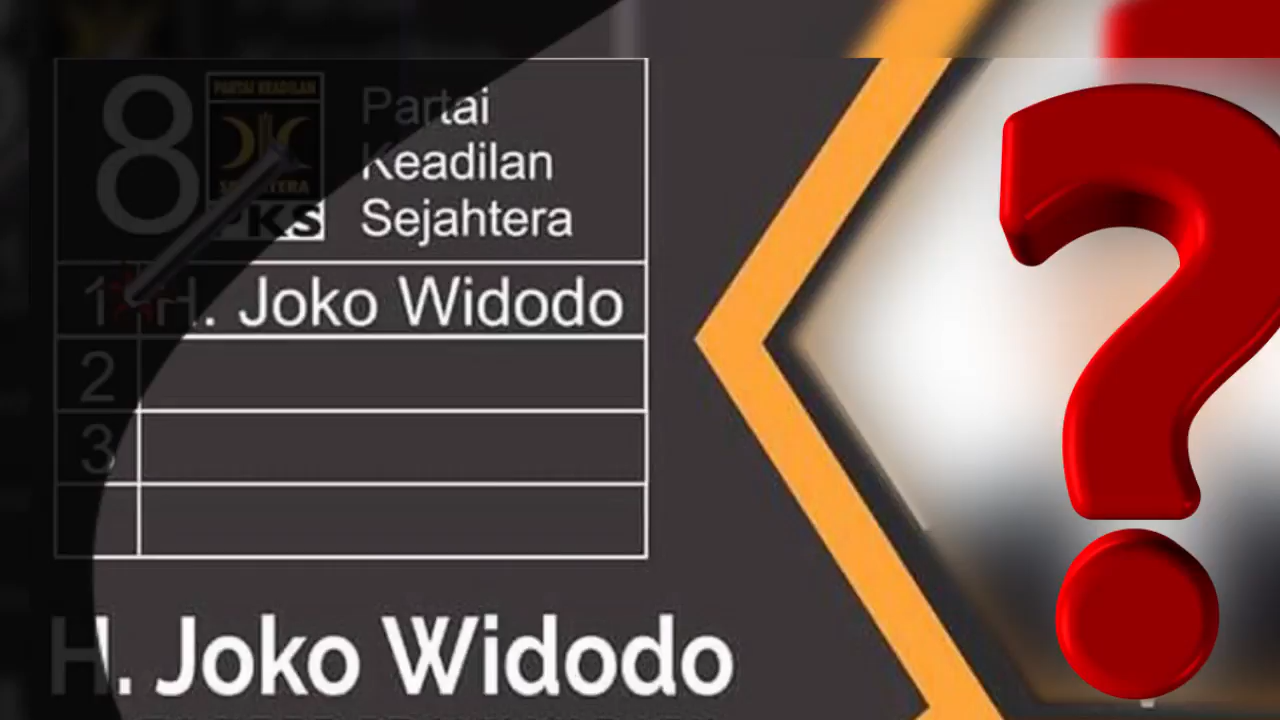 8
PARTAI KEADILAN
SEJAHTERA
PKS
Partai
Keadilan
Sejahtera
1 H. Joko Widodo
2
3
H. Joko Widodo
?